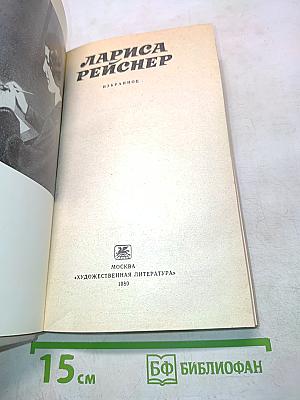 ЛАРИСА
РЕЙСНЕР
ИЗБРАННОЕ
МОСКВА
«ХУДОЖЕСТВЕННАЯ ЛИТЕРАТУРА»
1980
15 см
БФ БИБЛИОФАН